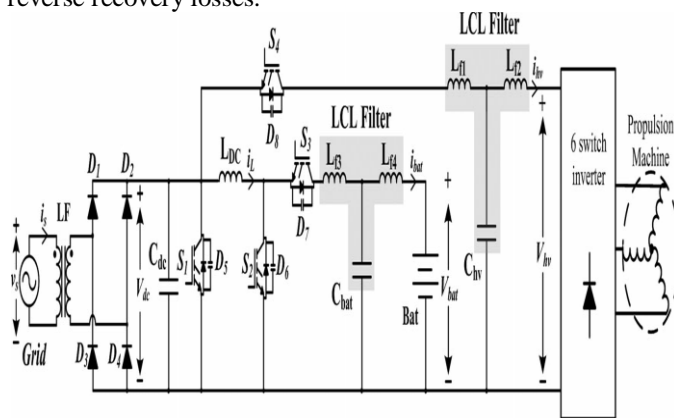 reverse recovery losses.
LCL Filter
S4
Lf1
Lf2
ihv
D8
LCL Filter
S3
LDC
iL
Lf3
Lf4
ibat
D7
D1
D2
LF
is
vs
Grid
D3
D4
+
-
Vdc
Cdc
S1
D5
S2
D6
Cbat
Bat
+
Vbat
-
Chv
+
Vhv
-
6 switch
inverter
Propulsion
Machine